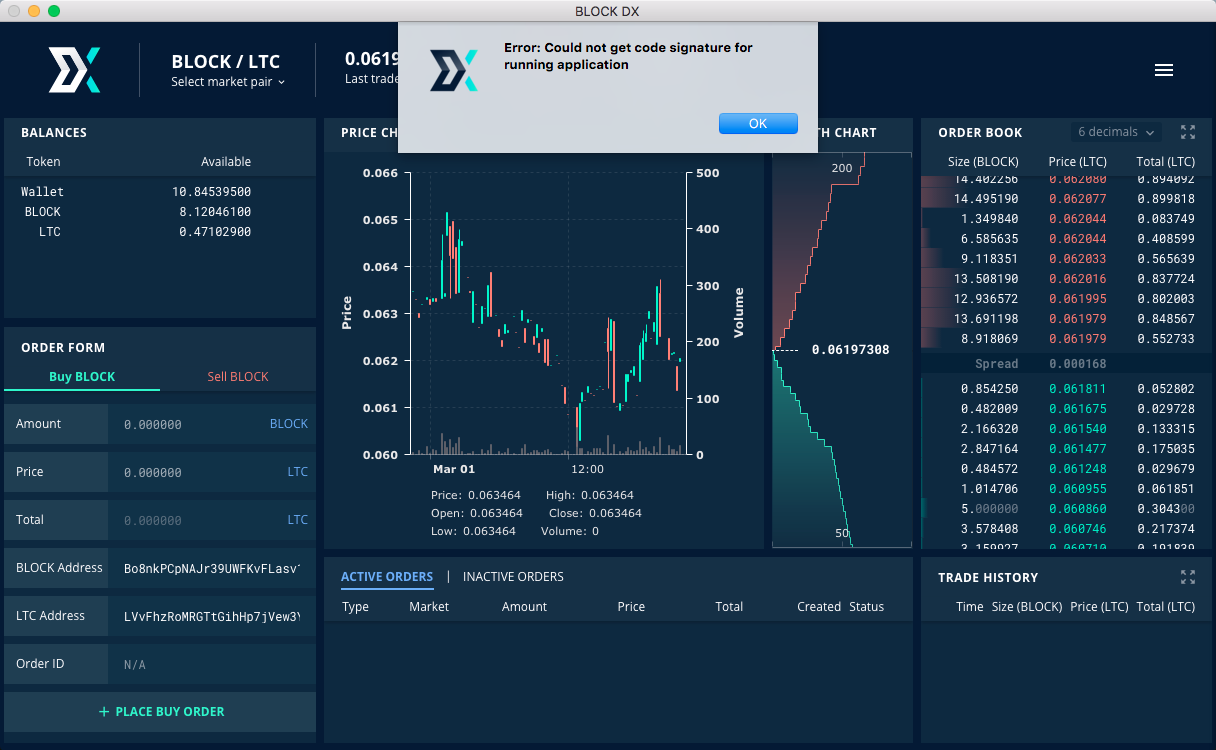 BLOCK DX
Error: Could not get code signature for
running application
OK
BLOCK / LTC
Select market pair
0.0619
Last trade
BALANCES
Token Available
Wallet 10.84539500
BLOCK 8.12046100
LTC 0.47102900
ORDER FORM
Buy BLOCK Sell BLOCK
Amount 0.000000 BLOCK
Price 0.000000 LTC
Total 0.000000 LTC
BLOCK Address Bo8nkPCpNAJr39UWFKvFLasv
LTC Address LVvFhzRoMRGTtGihHp7jVew3
Order ID N/A
+ PLACE BUY ORDER
PRICE CH
0.066
0.065
0.064
0.063
0.062
0.061
0.060
Price
500
400
300
200
100
0
Volume
Mar 01 12:00
Price: 0.063464 High: 0.063464
Open: 0.063464 Close: 0.063464
Low: 0.063464 Volume: 0
TH CHART
200
0.06197308
50
ORDER BOOK 6 decimals
Size (BLOCK) Price (LTC) Total (LTC)
14.402256 0.062080 0.894092
14.495190 0.062077 0.899818
1.349840 0.062044 0.083749
6.585635 0.062044 0.408599
9.118351 0.062033 0.565639
13.508190 0.062016 0.837724
12.936572 0.061995 0.802003
13.691198 0.061979 0.848567
8.918069 0.061979 0.552733
Spread 0.000168
0.854250 0.061811 0.052802
0.482009 0.061675 0.029728
2.166320 0.061540 0.133315
2.847164 0.061477 0.175035
0.484572 0.061248 0.029679
1.014706 0.060955 0.061851
5.000000 0.060860 0.304300
3.578408 0.060746 0.217374
3.159927 0.060710 0.191839
ACTIVE ORDERS | INACTIVE ORDERS
Type Market Amount Price Total Created Status
TRADE HISTORY
Time Size (BLOCK) Price (LTC) Total (LTC)